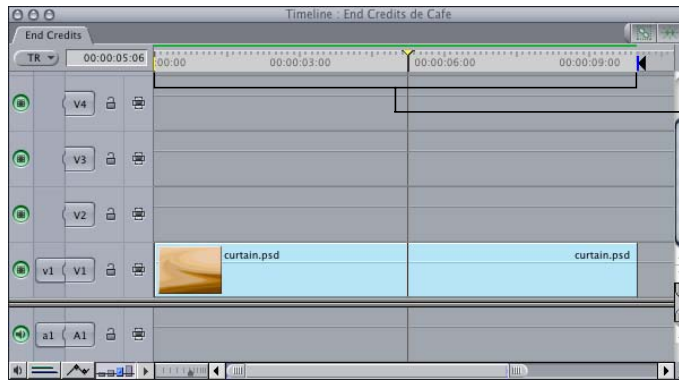 Timeline : End Credits de Cafe
End Credits
TR 00:00:05:06
00:00 00:00:03:00 00:00:06:00 00:00:09:00
V4
V3
V2
v1 V1 curtain.psd curtain.psd
a1 A1